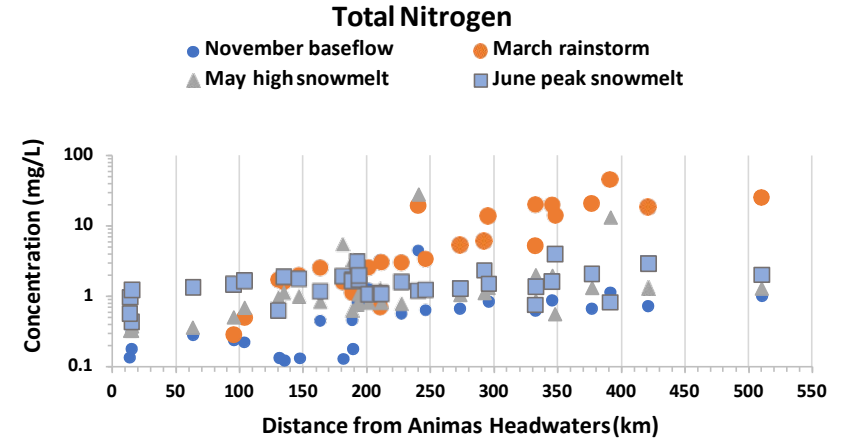 Total Nitrogen
November baseflow
March rainstorm
May high snowmelt
June peak snowmelt
Concentration (mg/L)
100
10
1
0.1
0 50 100 150 200 250 300 350 400 450 500 550
Distance from Animas Headwaters (km)